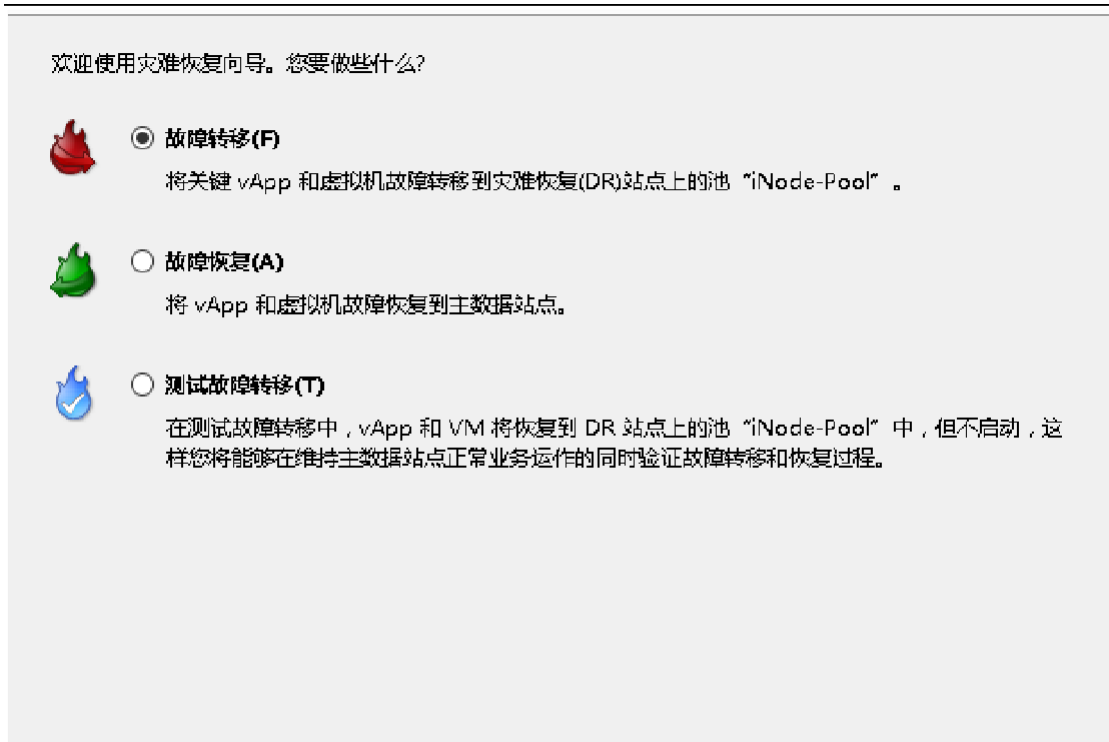 欢迎使用灾难恢复向导。您要做些什么?
故障转移(F)
将关键 vApp 和虚拟机故障转移到灾难恢复(DR)站点上的池“iNode-Pool”。
故障恢复(A)
将 vApp 和虚拟机故障恢复到主数据站点。
测试故障转移(T)
在测试故障转移中,vApp 和 VM 将恢复到 DR 站点上的池“iNode-Pool”中,但不启动,这
样您将能够在维持主数据站点正常业务运作的同时验证故障转移和恢复过程。